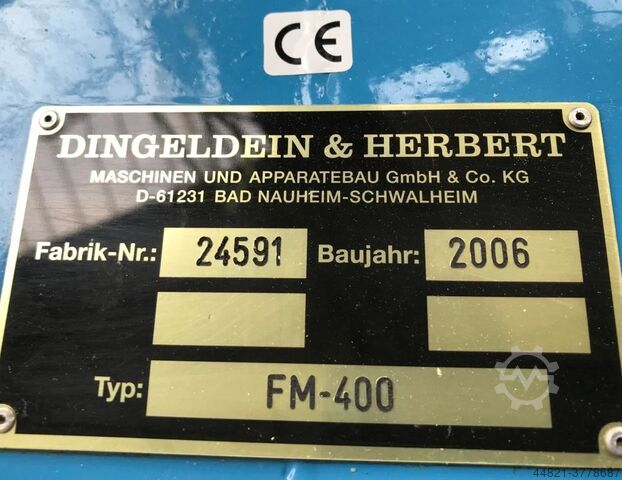 CE
DINGELDEIN & HERBERT
MASCHINEN UND APPARATEBAU GmbH & Co. KG
D-61231 BAD NAUHEIM-SCHWALHEIM
Fabrik-Nr.: 24591 Baujahr: 2006
Typ: FM-400
44821-3778687